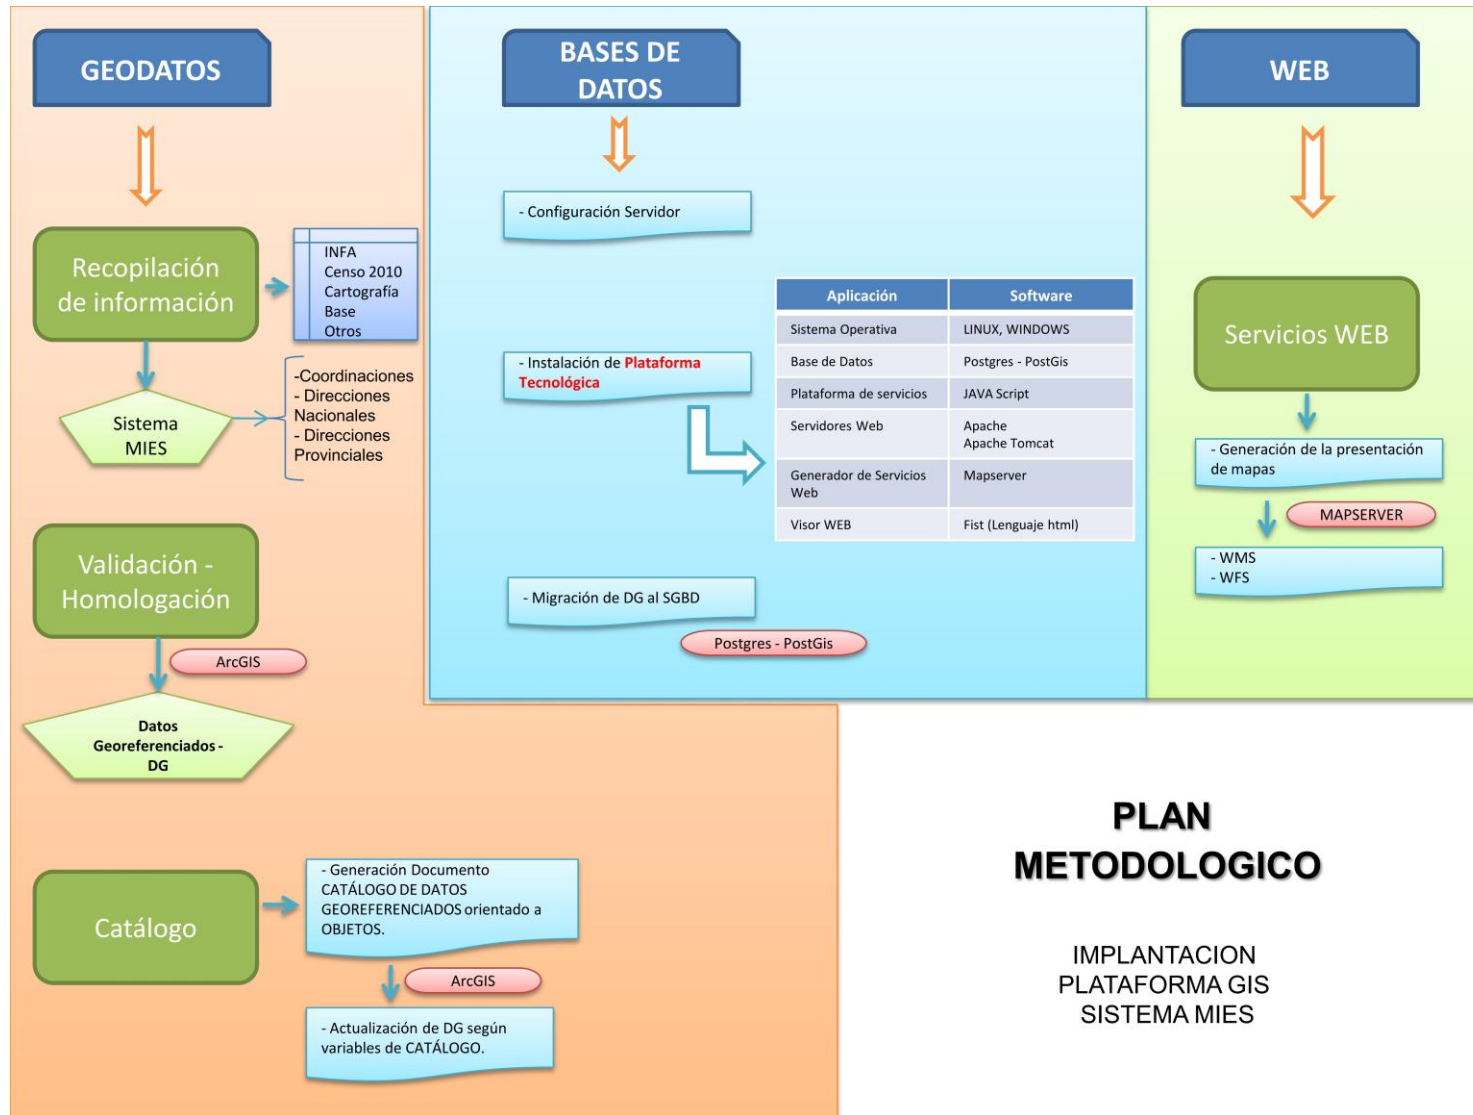 GEODATOS
Recopilación
de información
INFA
Censo 2010
Cartografía
Base
Otros
Sistema
MIES
-Coordinaciones
- Direcciones
Nacionales
- Direcciones
Provinciales
Validación -
Homologación
ArcGIS
Datos
Georeferenciados -
DG
Catálogo
- Generación Documento
CATÁLOGO DE DATOS
GEOREFERENCIADOS orientado a
OBJETOS.
ArcGIS
- Actualización de DG según
variables de CATÁLOGO.
BASES DE
DATOS
- Configuración Servidor
- Instalación de Plataforma
Tecnológica
Aplicación Software
Sistema Operativa LINUX, WINDOWS
Base de Datos Postgres - PostGis
Plataforma de servicios JAVA Script
Servidores Web Apache
Apache Tomcat
Generador de Servicios Mapserver
Web
Visor WEB Fist (Lenguaje html)
- Migración de DG al SGBD
Postgres - PostGis
WEB
Servicios WEB
- Generación de la presentación
de mapas
MAPSERVER
- WMS
- WFS
PLAN
METODOLOGICO
IMPLANTACION
PLATAFORMA GIS
SISTEMA MIES